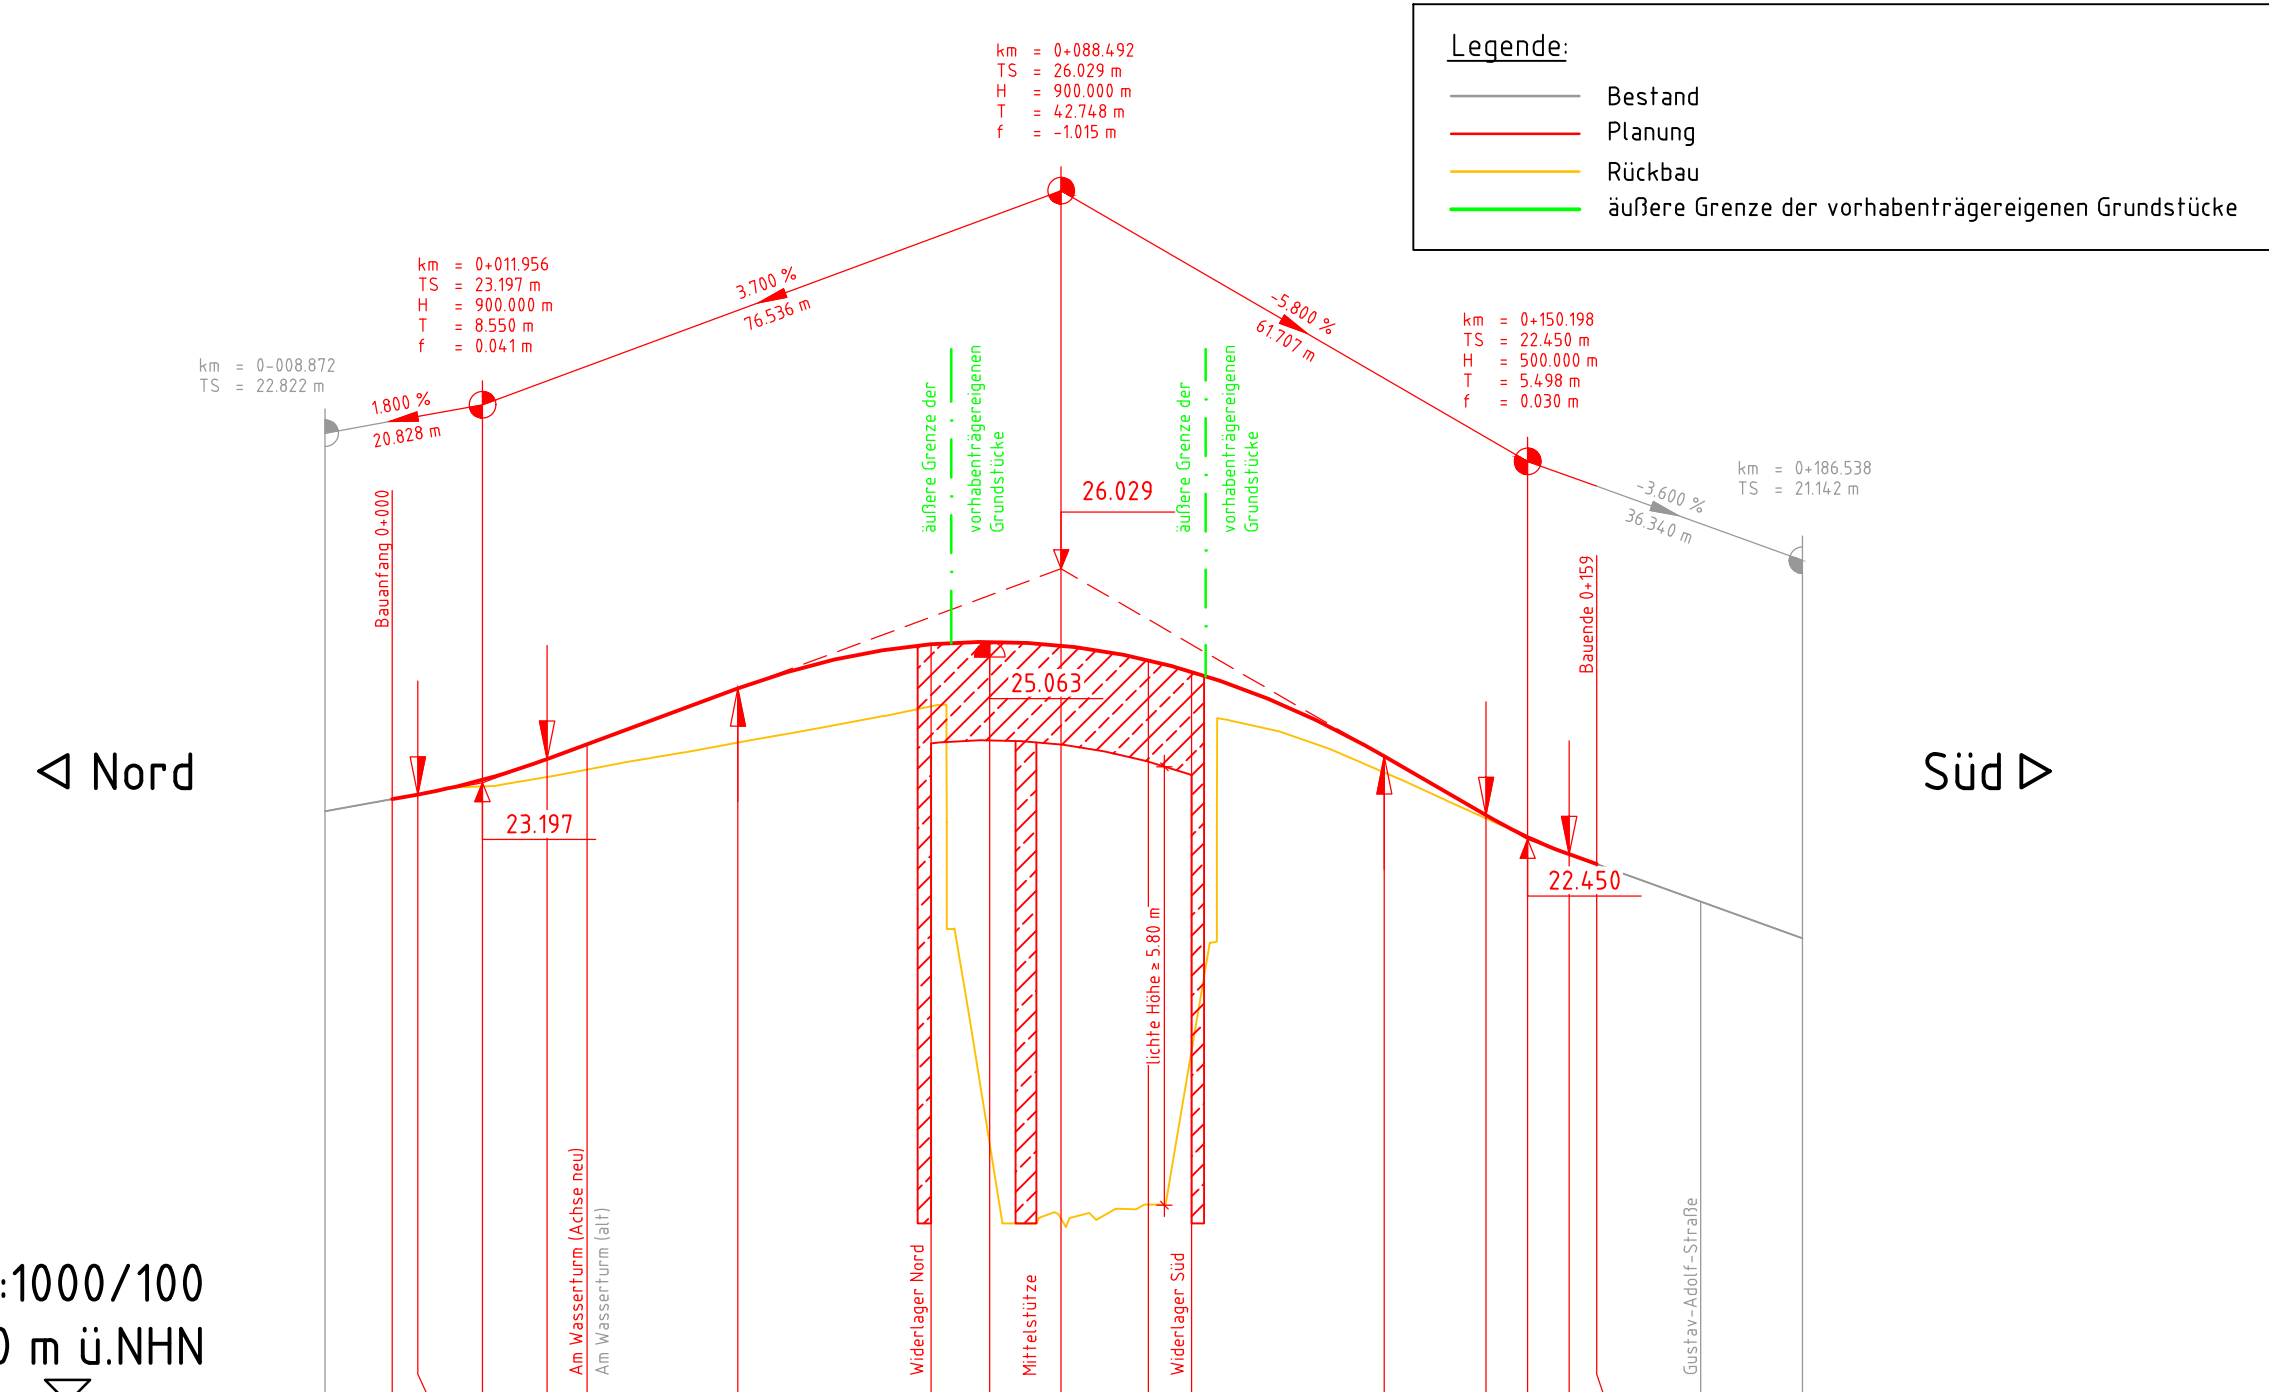 Legende:
Bestand
Planung
Rückbau
äußere Grenze der vorhabenträgereigenen Grundstücke
km = 0+088.492
TS = 26.029 m
H = 900.000 m
T = 42.748 m
f = -1.015 m
km = 0+011.956
TS = 23.197 m
H = 900.000 m
T = 8.550 m
f = 0.041 m
3.700 %
76.536 m
-5.800 %
61.707 m
km = 0+150.198
TS = 22.450 m
H = 500.000 m
T = 5.498 m
f = 0.030 m
km = 0-008.872
TS = 22.822 m
1.800 %
20.828 m
km = 0+186.538
TS = 21.142 m
-3.600 %
36.340 m
äußere Grenze der
vorhabenträgereigenen
Grundstücke
äußere Grenze der
vorhabenträgereigenen
Grundstücke
26.029
Bauanfang 0+000
Bauende 0+159
25.063
Nord
Süd
23.197
22.450
lichte Höhe ≥ 5.80 m
Am Wasserturm (Achse neu)
Am Wasserturm (alt)
Widerlager Nord
Mittelstütze
Widerlager Süd
Gustav-Adolf-Straße
:1000/100
0 m ü.NHN